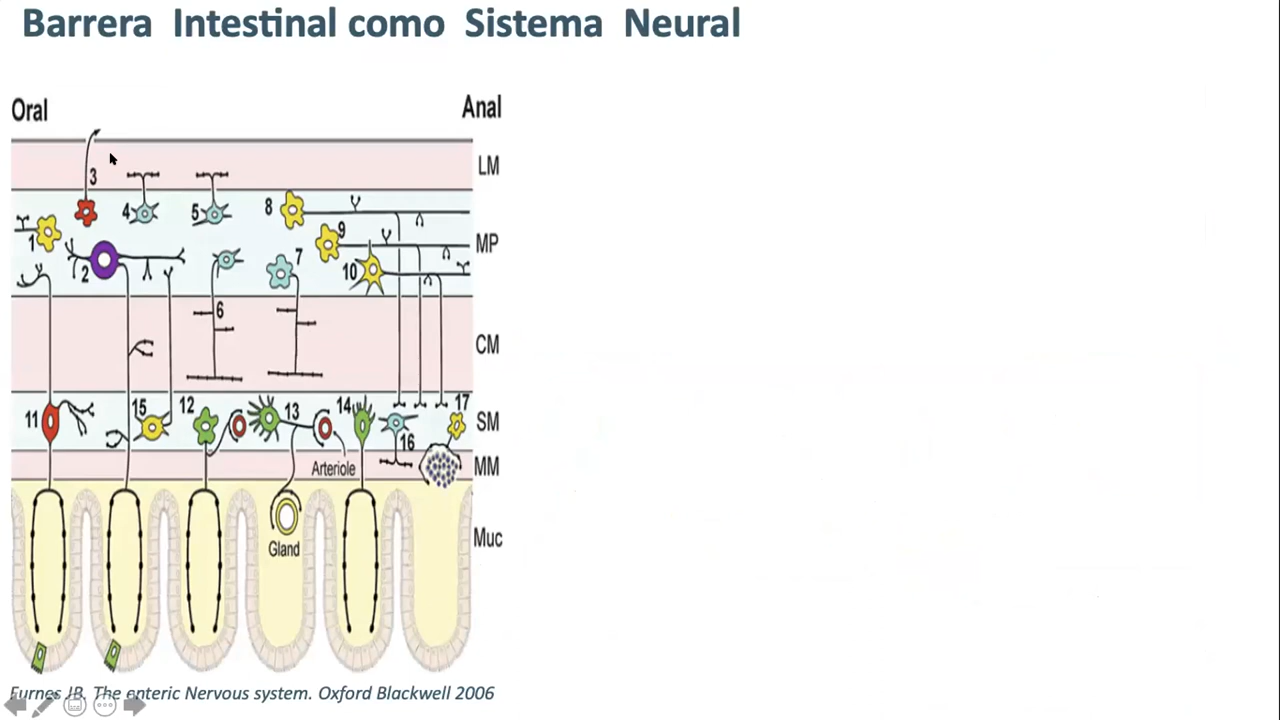 Barrera Intestinal como Sistema Neural
Oral
Anal
LM
3
4
5
8
9
MP
1
2
7
10
6
CM
11
15
12
13
14
17
SM
16
Arteriole
MM
Gland
Muc
Furnes JB. The enteric Nervous system. Oxford Blackwell 2006